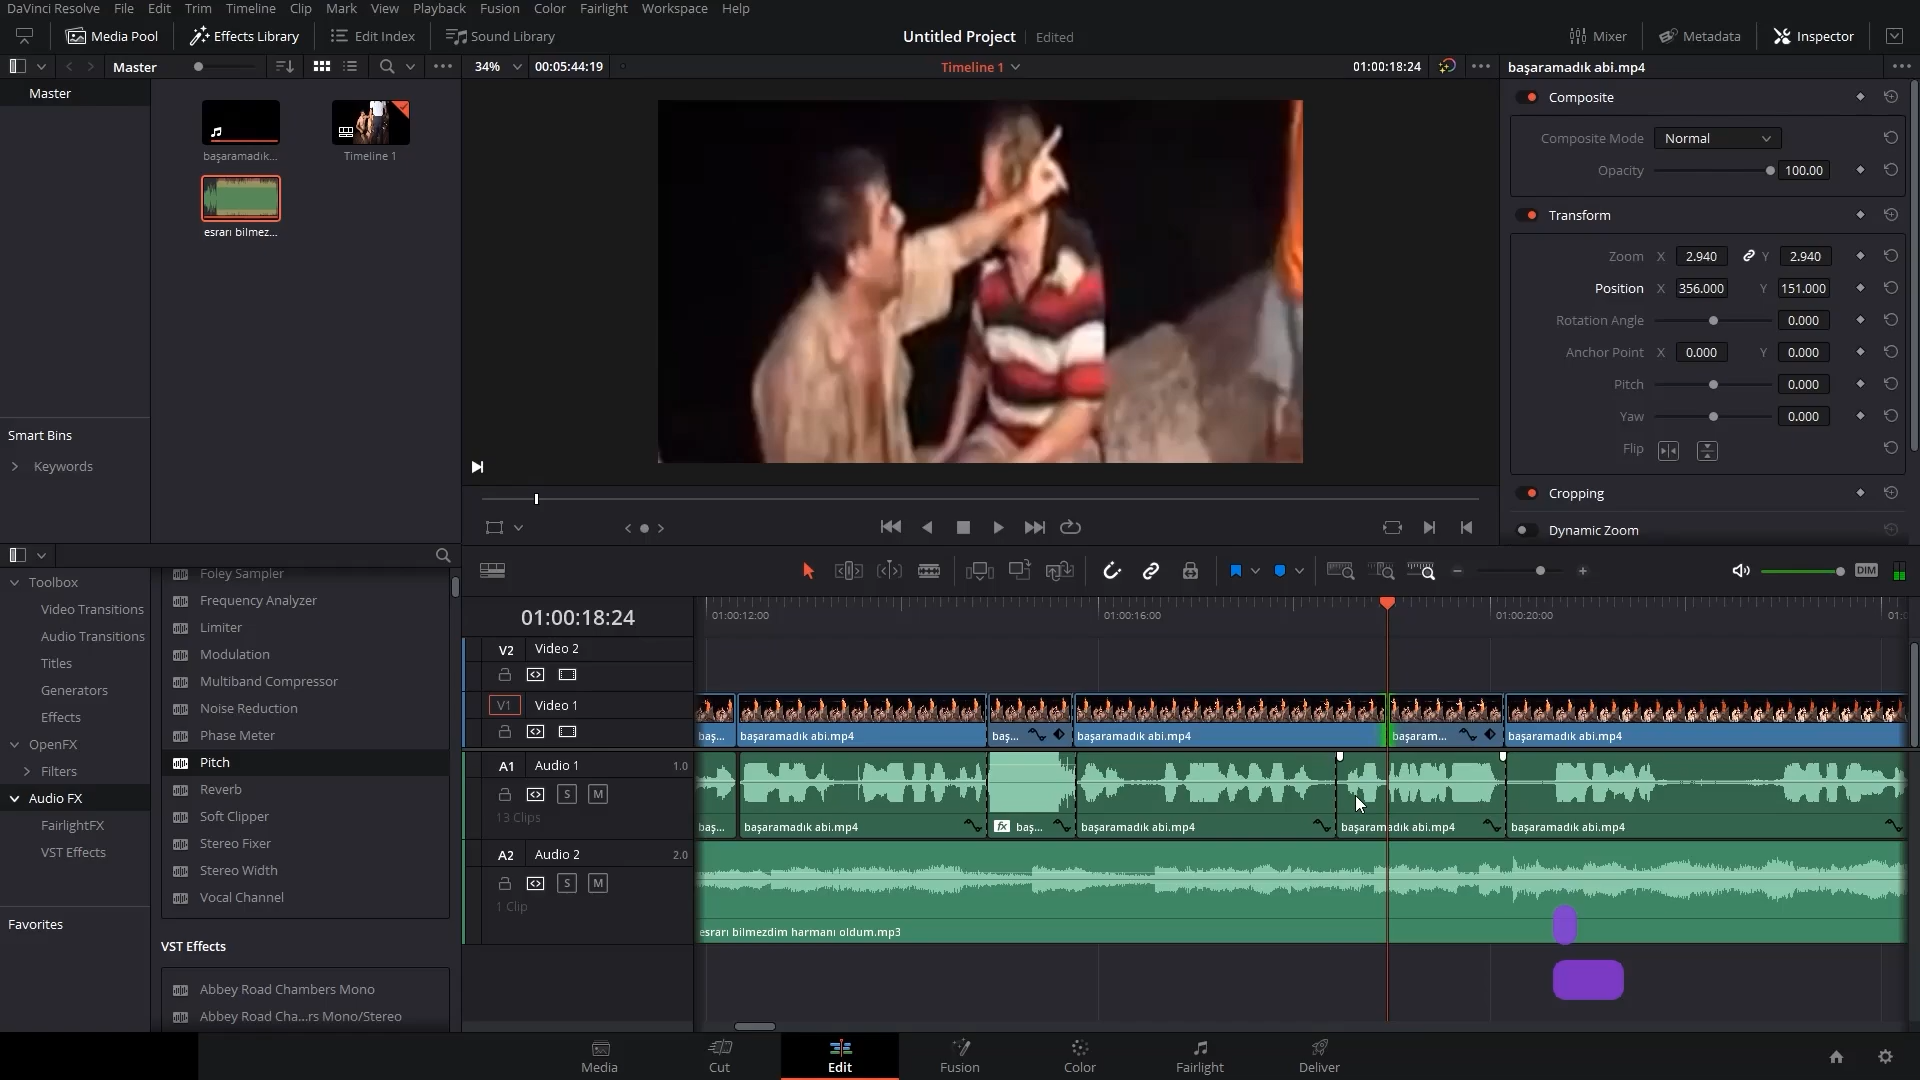 DaVinci Resolve File Edit Trim Timeline Clip Mark View Playback Fusion Color Fairlight Workspace Help
Media Pool Effects Library Edit Index Sound Library Untitled Project Edited Mixer Metadata Inspector
Master 34% 00:05:44:19 Timeline 1 01:00:18:24 başaramadık abi.mp4
Master
başaramadık...
Timeline 1
esrarı bilmez...
Smart Bins
Keywords
Composite
Composite Mode Normal
Opacity 100.00
Transform
Zoom X 2.940 Y 2.940
Position X 356.000 Y 151.000
Rotation Angle 0.000
Anchor Point X 0.000 Y 0.000
Pitch 0.000
Yaw 0.000
Flip
Cropping
Dynamic Zoom
Toolbox
Video Transitions
Audio Transitions
Titles
Generators
Effects
OpenFX
Filters
Audio FX
FairlightFX
VST Effects
Favorites
Foley Sampler
Frequency Analyzer
Limiter
Modulation
Multiband Compressor
Noise Reduction
Phase Meter
Pitch
Reverb
Soft Clipper
Stereo Fixer
Stereo Width
Vocal Channel
VST Effects
Abbey Road Chambers Mono
Abbey Road Cha...rs Mono/Stereo
DIM
01:00:18:24
01:00:12:00 01:00:16:00 01:00:20:00
V2 Video 2
V1 Video 1
baş... başaramadık abi.mp4 baş... başaramadık abi.mp4 başaram... başaramadık abi.mp4
A1 Audio 1 1.0
S M
13 Clips
baş... başaramadık abi.mp4 fx baş... başaramadık abi.mp4 başaramadık abi.mp4 başaramadık abi.mp4
A2 Audio 2 2.0
S M
1 Clip
esrarı bilmezdim harmanı oldum.mp3
Media Cut Edit Fusion Color Fairlight Deliver